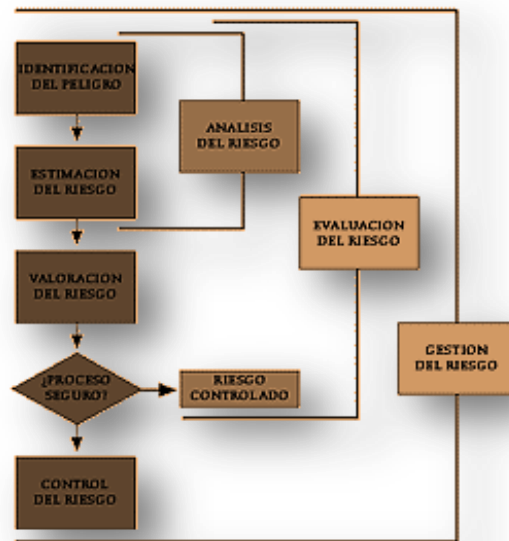 IDENTIFICACION
DEL PELIGRO
ANALISIS
DEL RIESGO
ESTIMACION
DEL RIESGO
EVALUACION
DEL RIESGO
VALORACION
DEL RIESGO
GESTION
DEL RIESGO
¿PROCESO
SEGURO?
RIESGO
CONTROLADO
CONTROL
DEL RIESGO